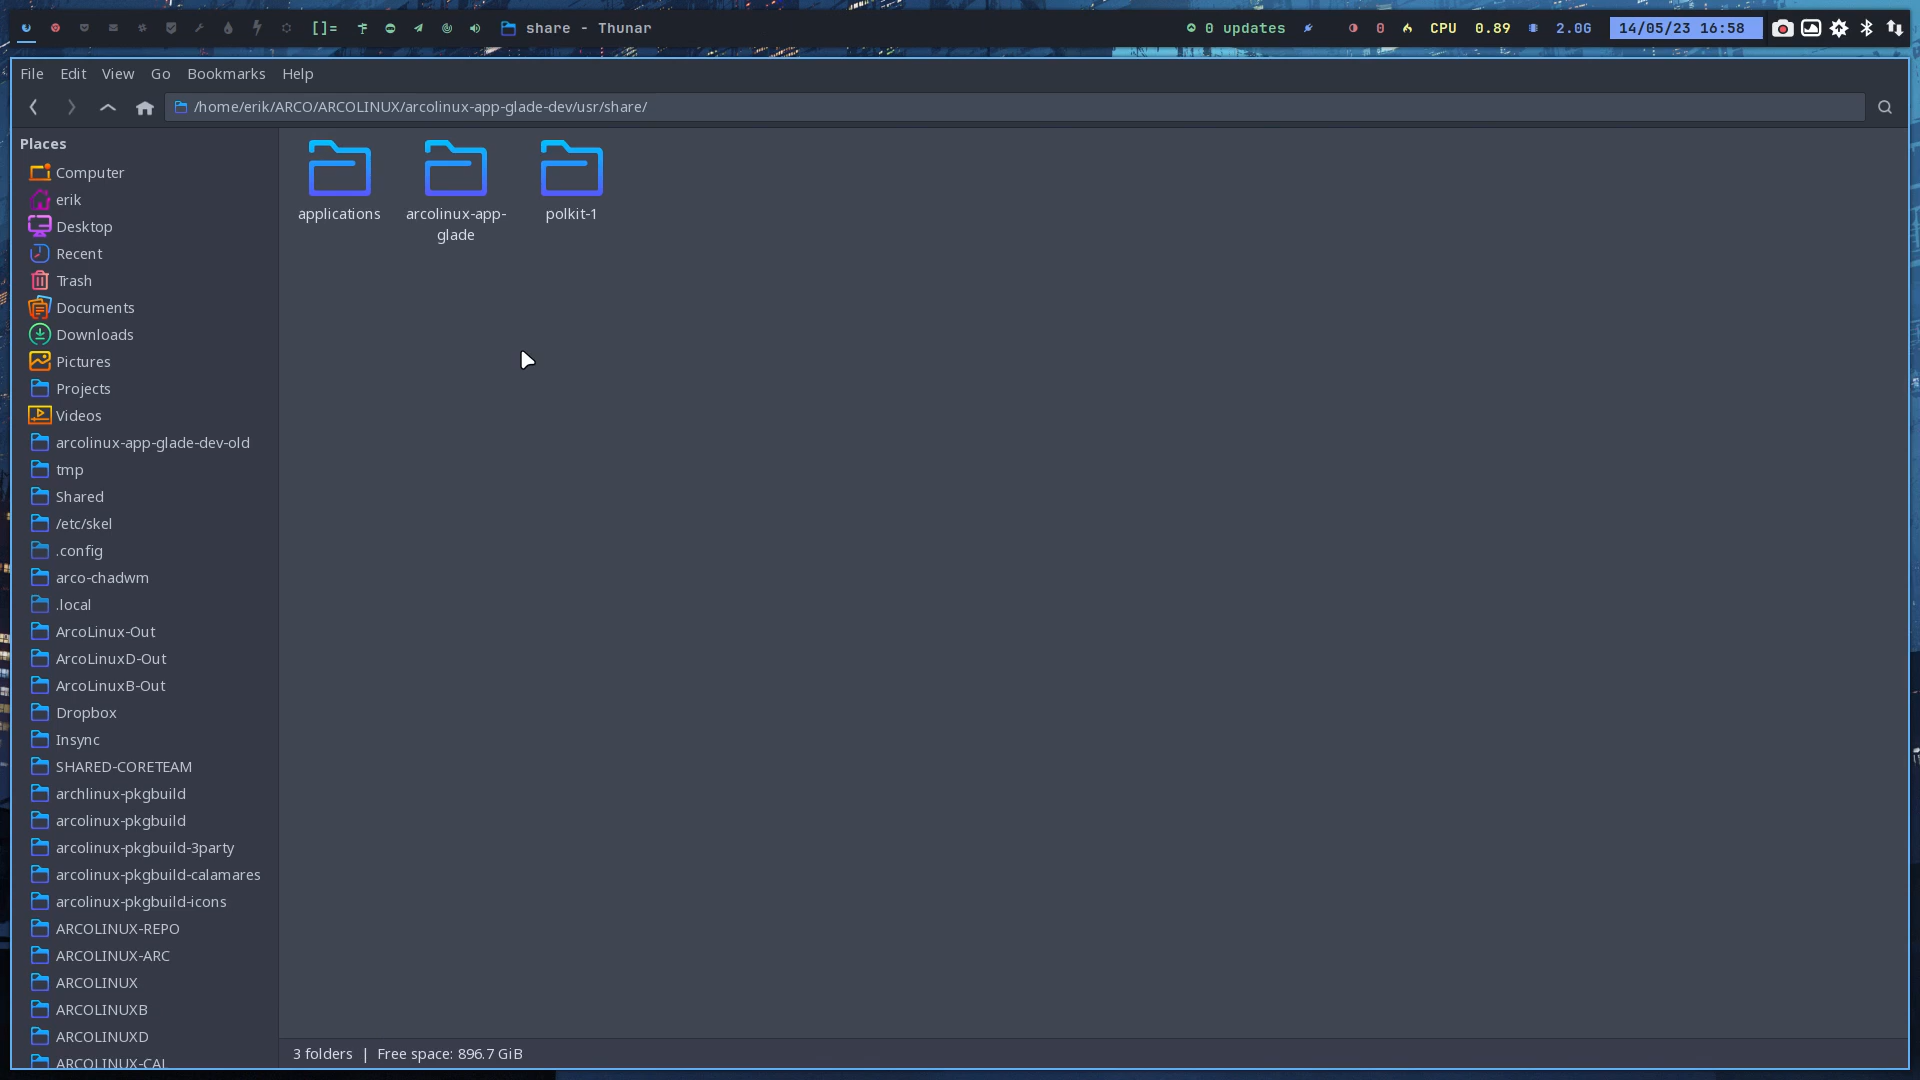 []= share - Thunar 0 updates 0 CPU 0.89 2.0G 14/05/23 16:58
File Edit View Go Bookmarks Help
/home/erik/ARCO/ARCOLINUX/arcolinux-app-glade-dev/usr/share/
Places
Computer
erik
Desktop
Recent
Trash
Documents
Downloads
Pictures
Projects
Videos
arcolinux-app-glade-dev-old
tmp
Shared
/etc/skel
.config
arco-chadwm
.local
ArcoLinux-Out
ArcoLinuxD-Out
ArcoLinuxB-Out
Dropbox
Insync
SHARED-CORETEAM
archlinux-pkgbuild
arcolinux-pkgbuild
arcolinux-pkgbuild-3party
arcolinux-pkgbuild-calamares
arcolinux-pkgbuild-icons
ARCOLINUX-REPO
ARCOLINUX-ARC
ARCOLINUX
ARCOLINUXB
ARCOLINUXD
ARCOLINUX-CAL
applications
arcolinux-app-
glade
polkit-1
3 folders | Free space: 896.7 GiB